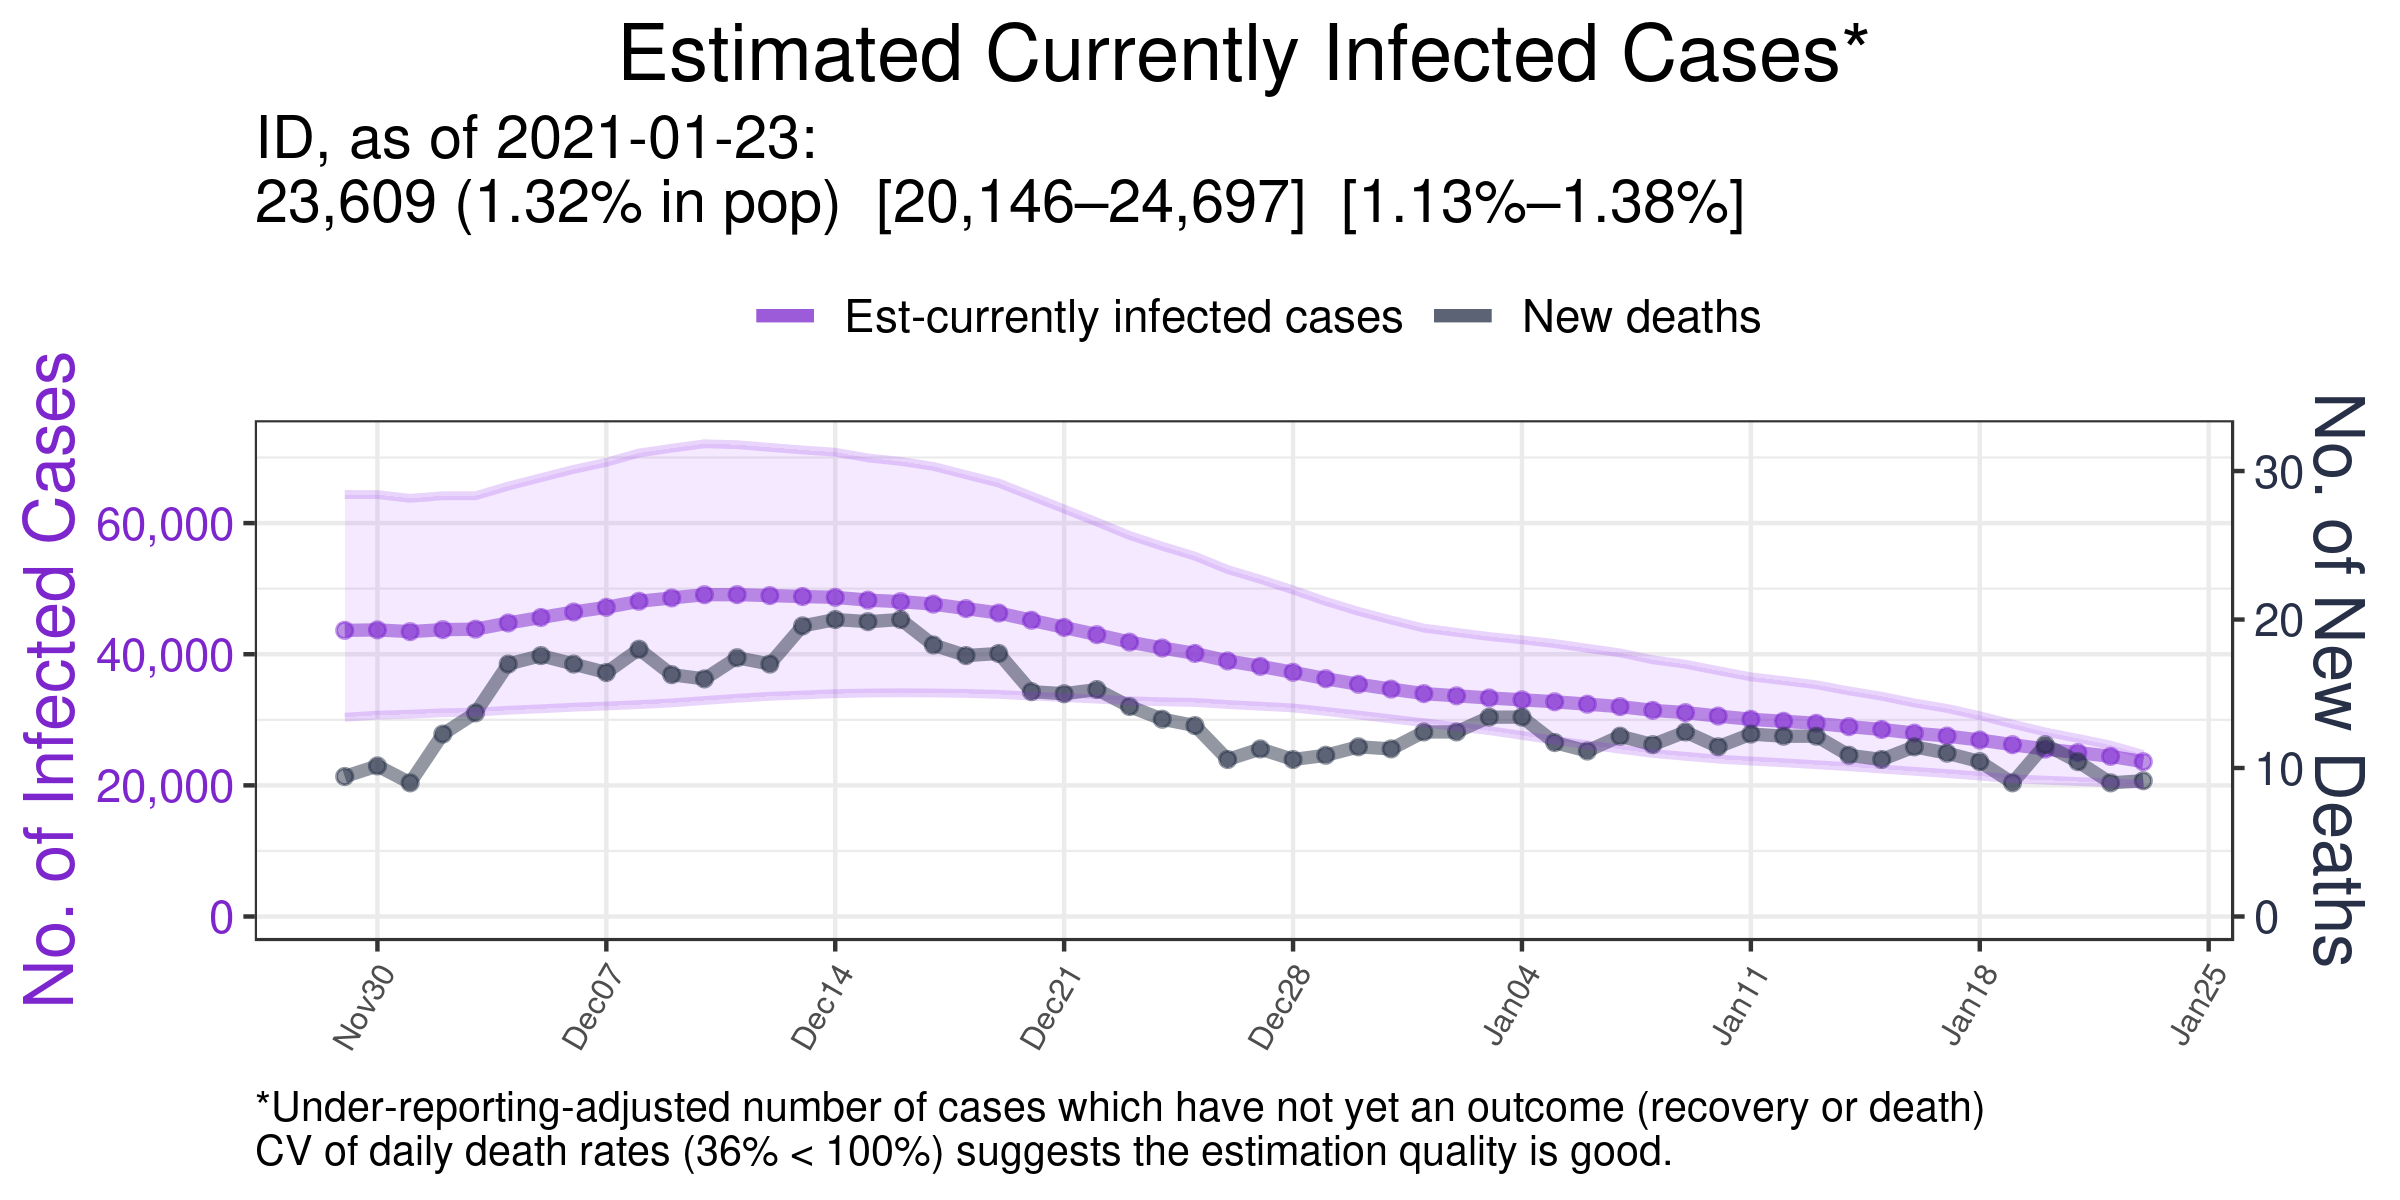 Estimated Currently Infected Cases*
ID, as of 2021-01-23:
23,609 (1.32% in pop)  [20,146–24,697]  [1.13%–1.38%]
Est-currently infected cases
New deaths
No. of Infected Cases
60,000
40,000
20,000
0
No. of New Deaths
30
20
10
0
Nov30
Dec07
Dec14
Dec21
Dec28
Jan04
Jan11
Jan18
Jan25
*Under-reporting-adjusted number of cases which have not yet an outcome (recovery or death)
CV of daily death rates (36% < 100%) suggests the estimation quality is good.